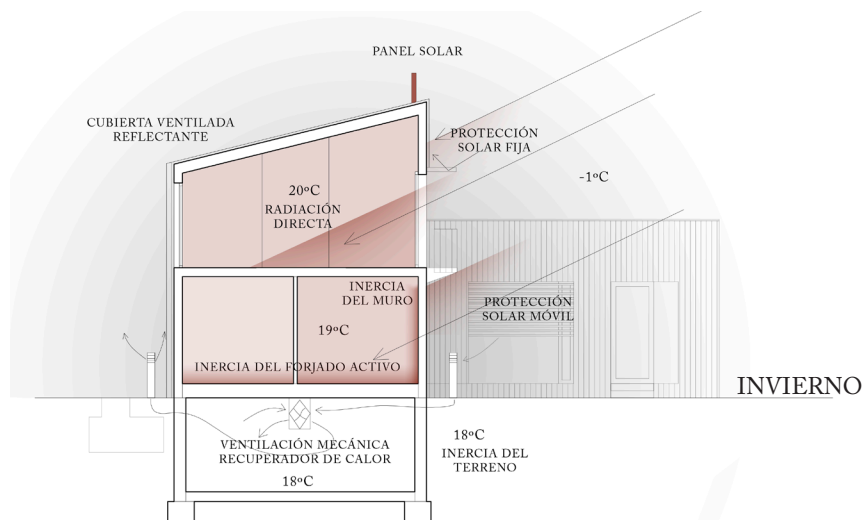 PANEL SOLAR
CUBIERTA VENTILADA
REFLECTANTE
PROTECCIÓN
SOLAR FIJA
-1ºC
20ºC
RADIACIÓN
DIRECTA
INERCIA
DEL MURO
PROTECCIÓN
SOLAR MÓVIL
19ºC
INERCIA DEL FORJADO ACTIVO
INVIERNO
VENTILACIÓN MECÁNICA
RECUPERADOR DE CALOR
18ºC
18ºC
INERCIA DEL
TERRENO